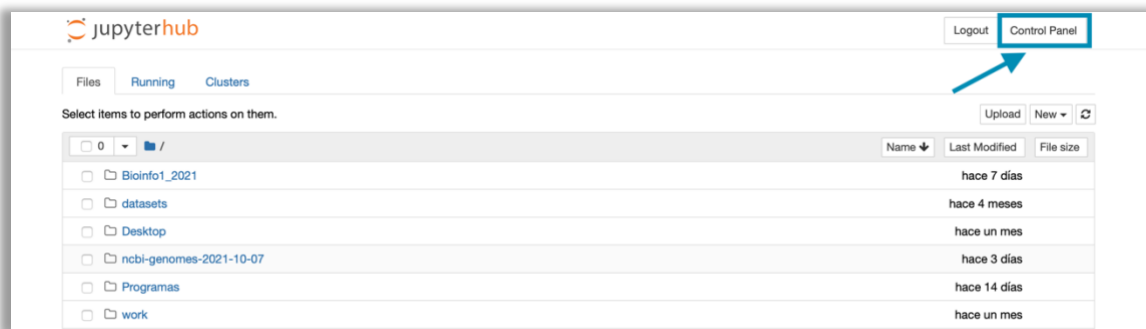 jupyterhub
Logout Control Panel
Files Running Clusters
Select items to perform actions on them.
Upload New
0 / Name Last Modified File size
Bioinfo1_2021 hace 7 días
datasets hace 4 meses
Desktop hace un mes
ncbi-genomes-2021-10-07 hace 3 días
Programas hace 14 días
work hace un mes